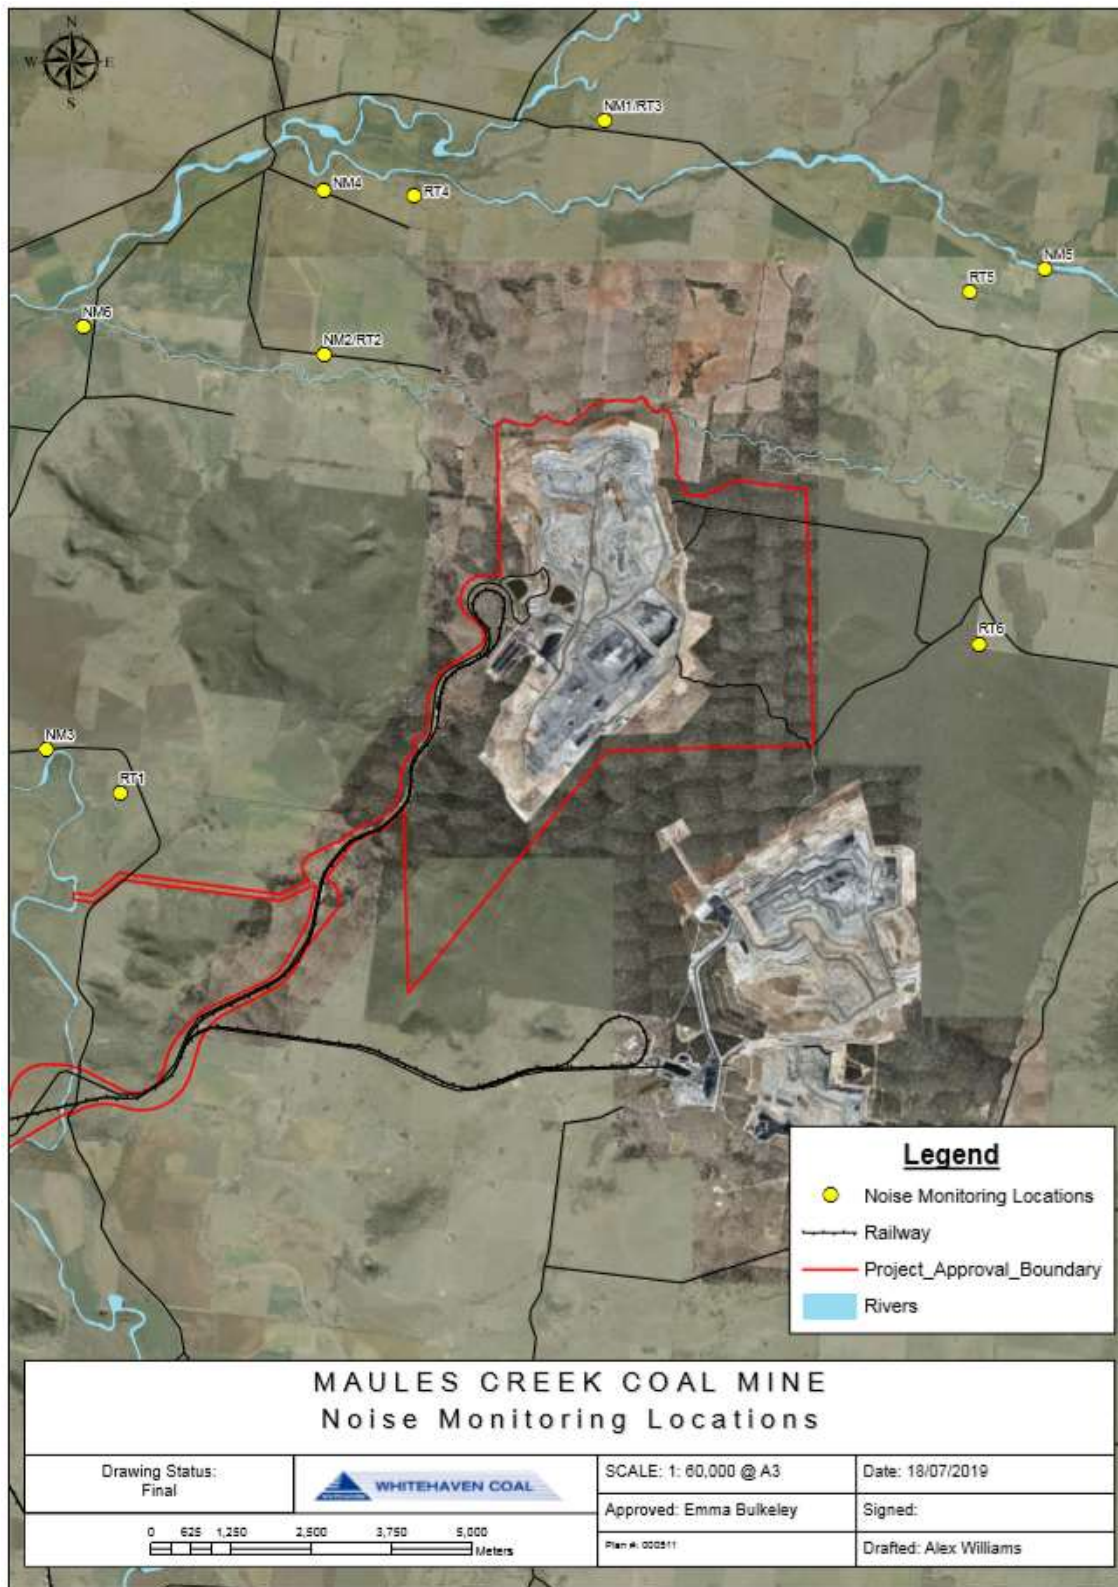 N
W E
S
NM1/RT3
NM4
RT4
NM5
RT5
NM6
NM2/RT2
RT6
NM3
RT1
Legend
Noise Monitoring Locations
Railway
Project_Approval_Boundary
Rivers
MAULES CREEK COAL MINE
Noise Monitoring Locations
Drawing Status:
Final
WHITEHAVEN COAL
SCALE: 1: 60,000 @ A3
Date: 18/07/2019
Approved: Emma Bulkeley
Signed:
0 625 1,250 2,500 3,750 5,000
Meters
Plan #: 000511
Drafted: Alex Williams